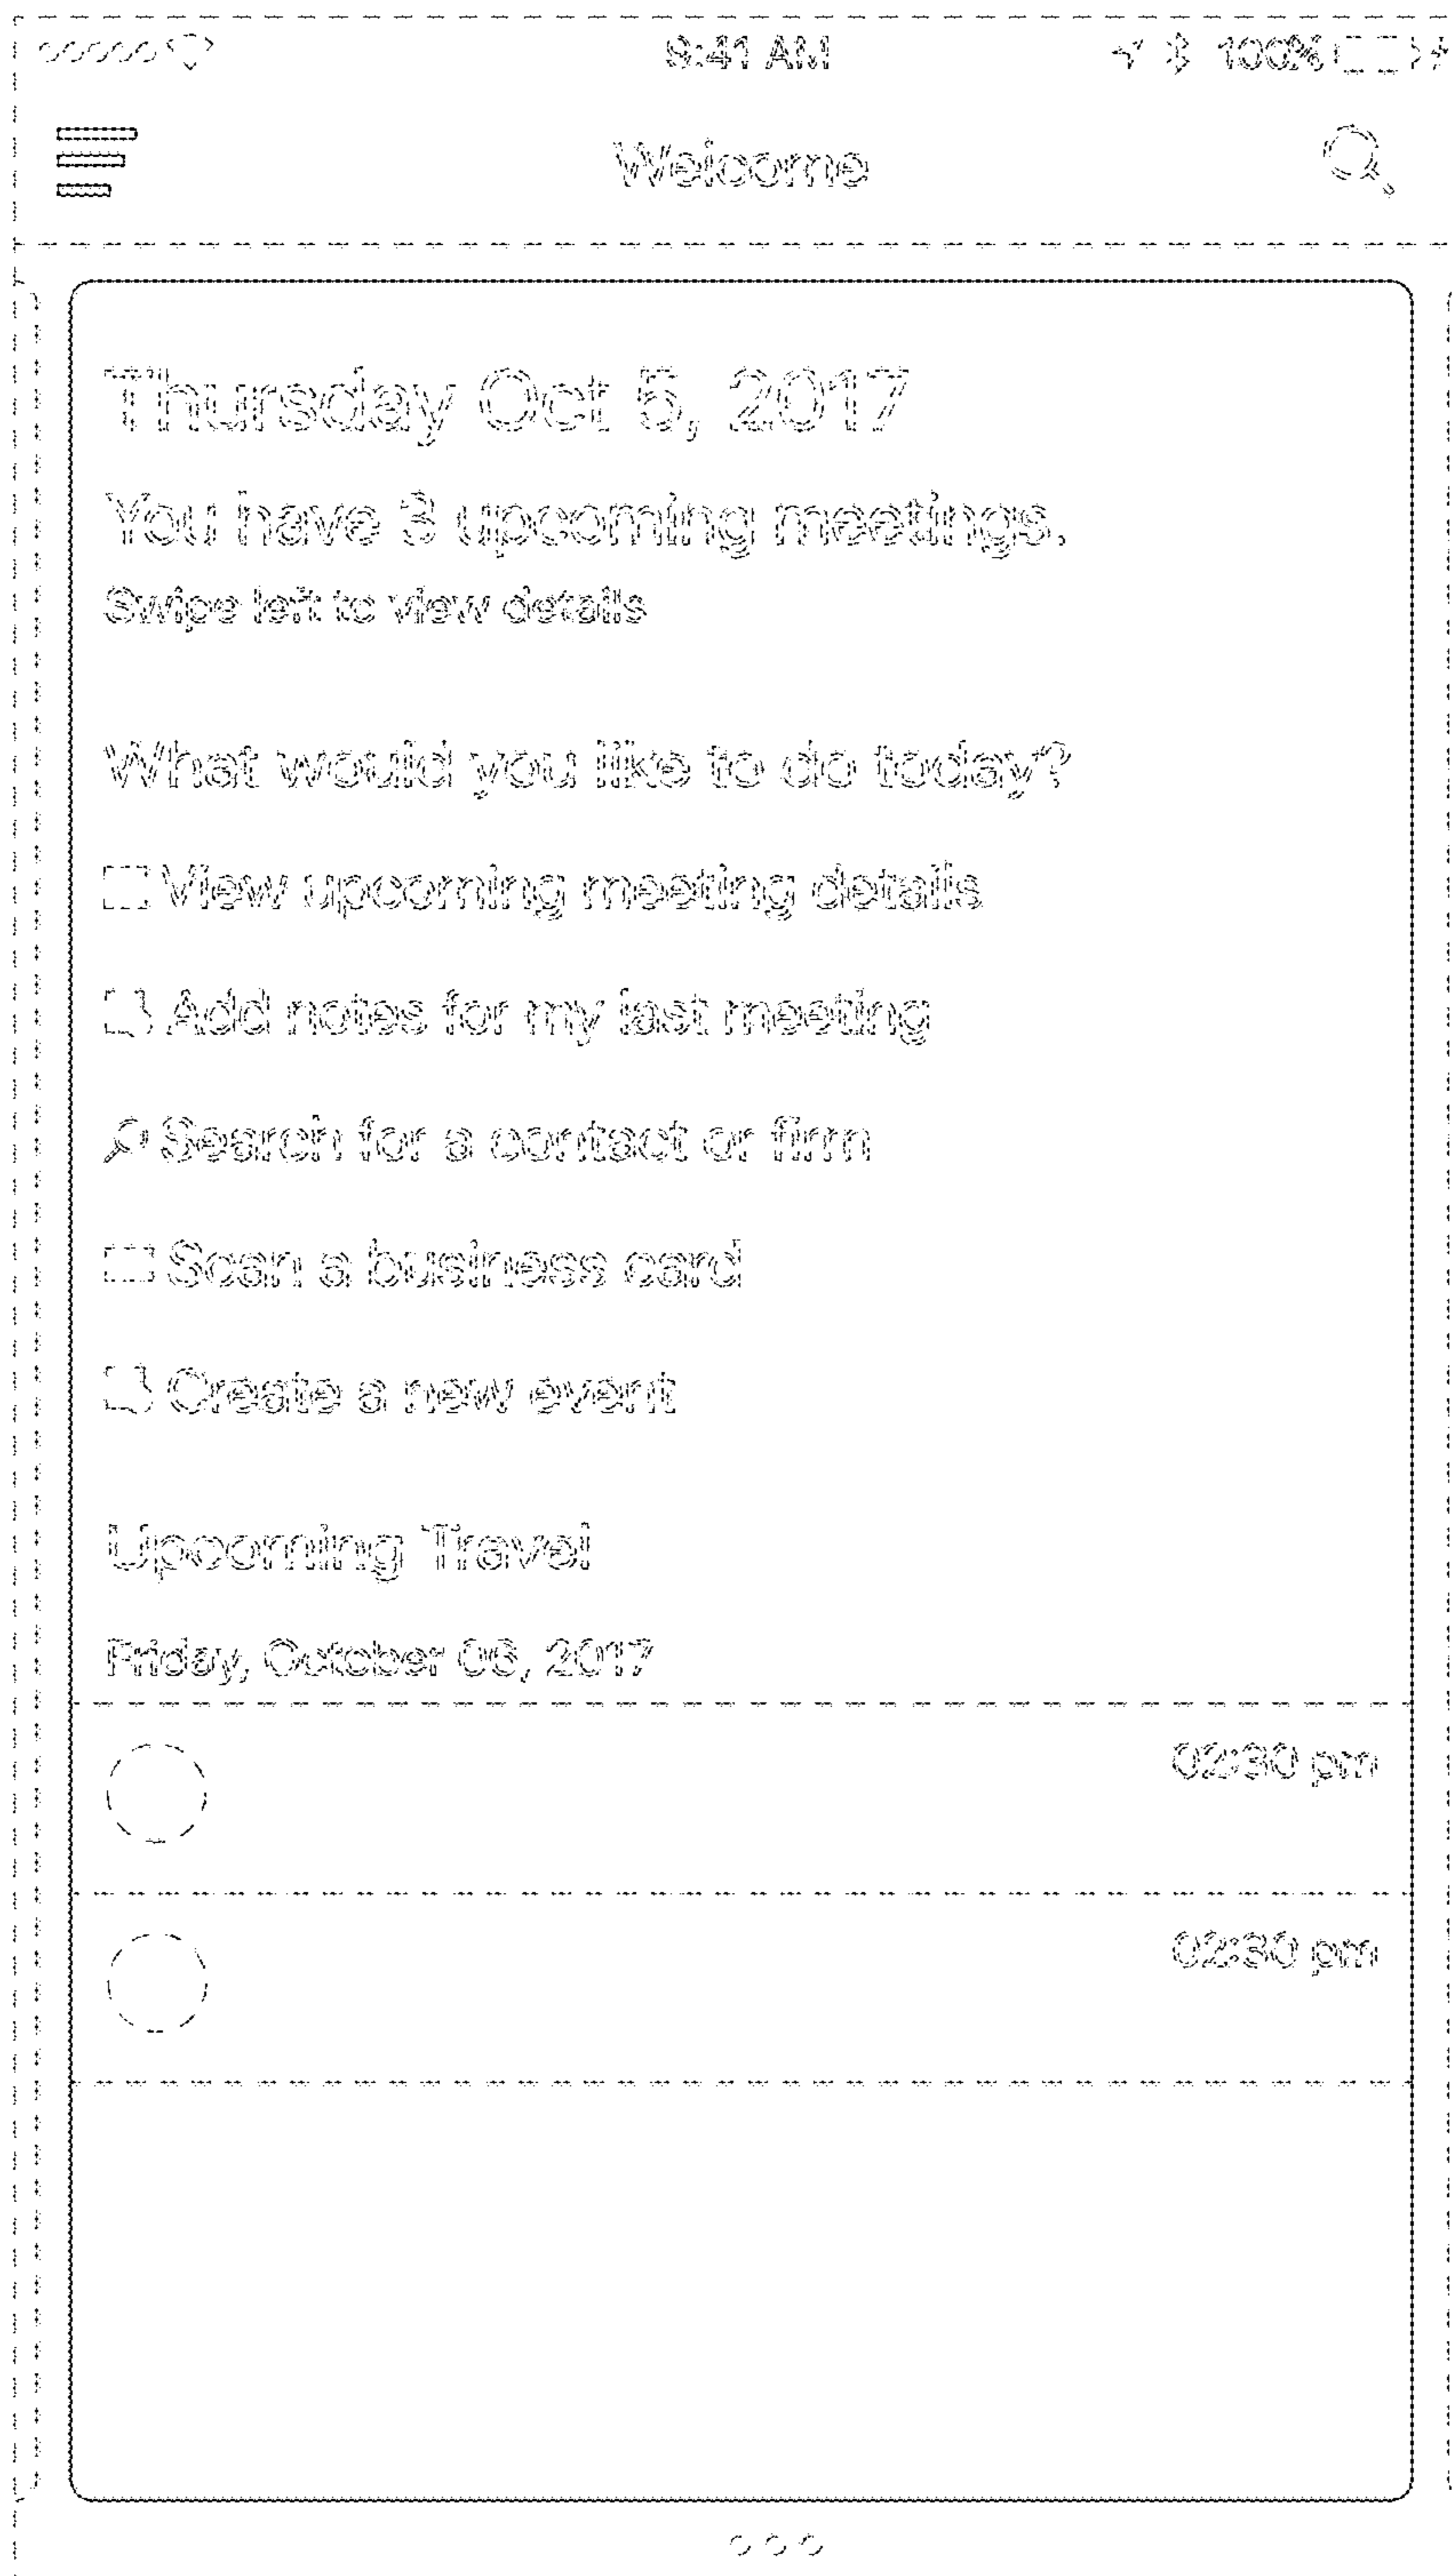 9:41 AM 100%
Welcome
Thursday Oct 5, 2017
You have 3 upcoming meetings.
Swipe left to view details
What would you like to do today?
View upcoming meeting details
Add notes for my last meeting
Search for a contact or firm
Scan a business card
Create a new event
Upcoming Travel
Friday, October 06, 2017
02:30 pm
02:30 pm